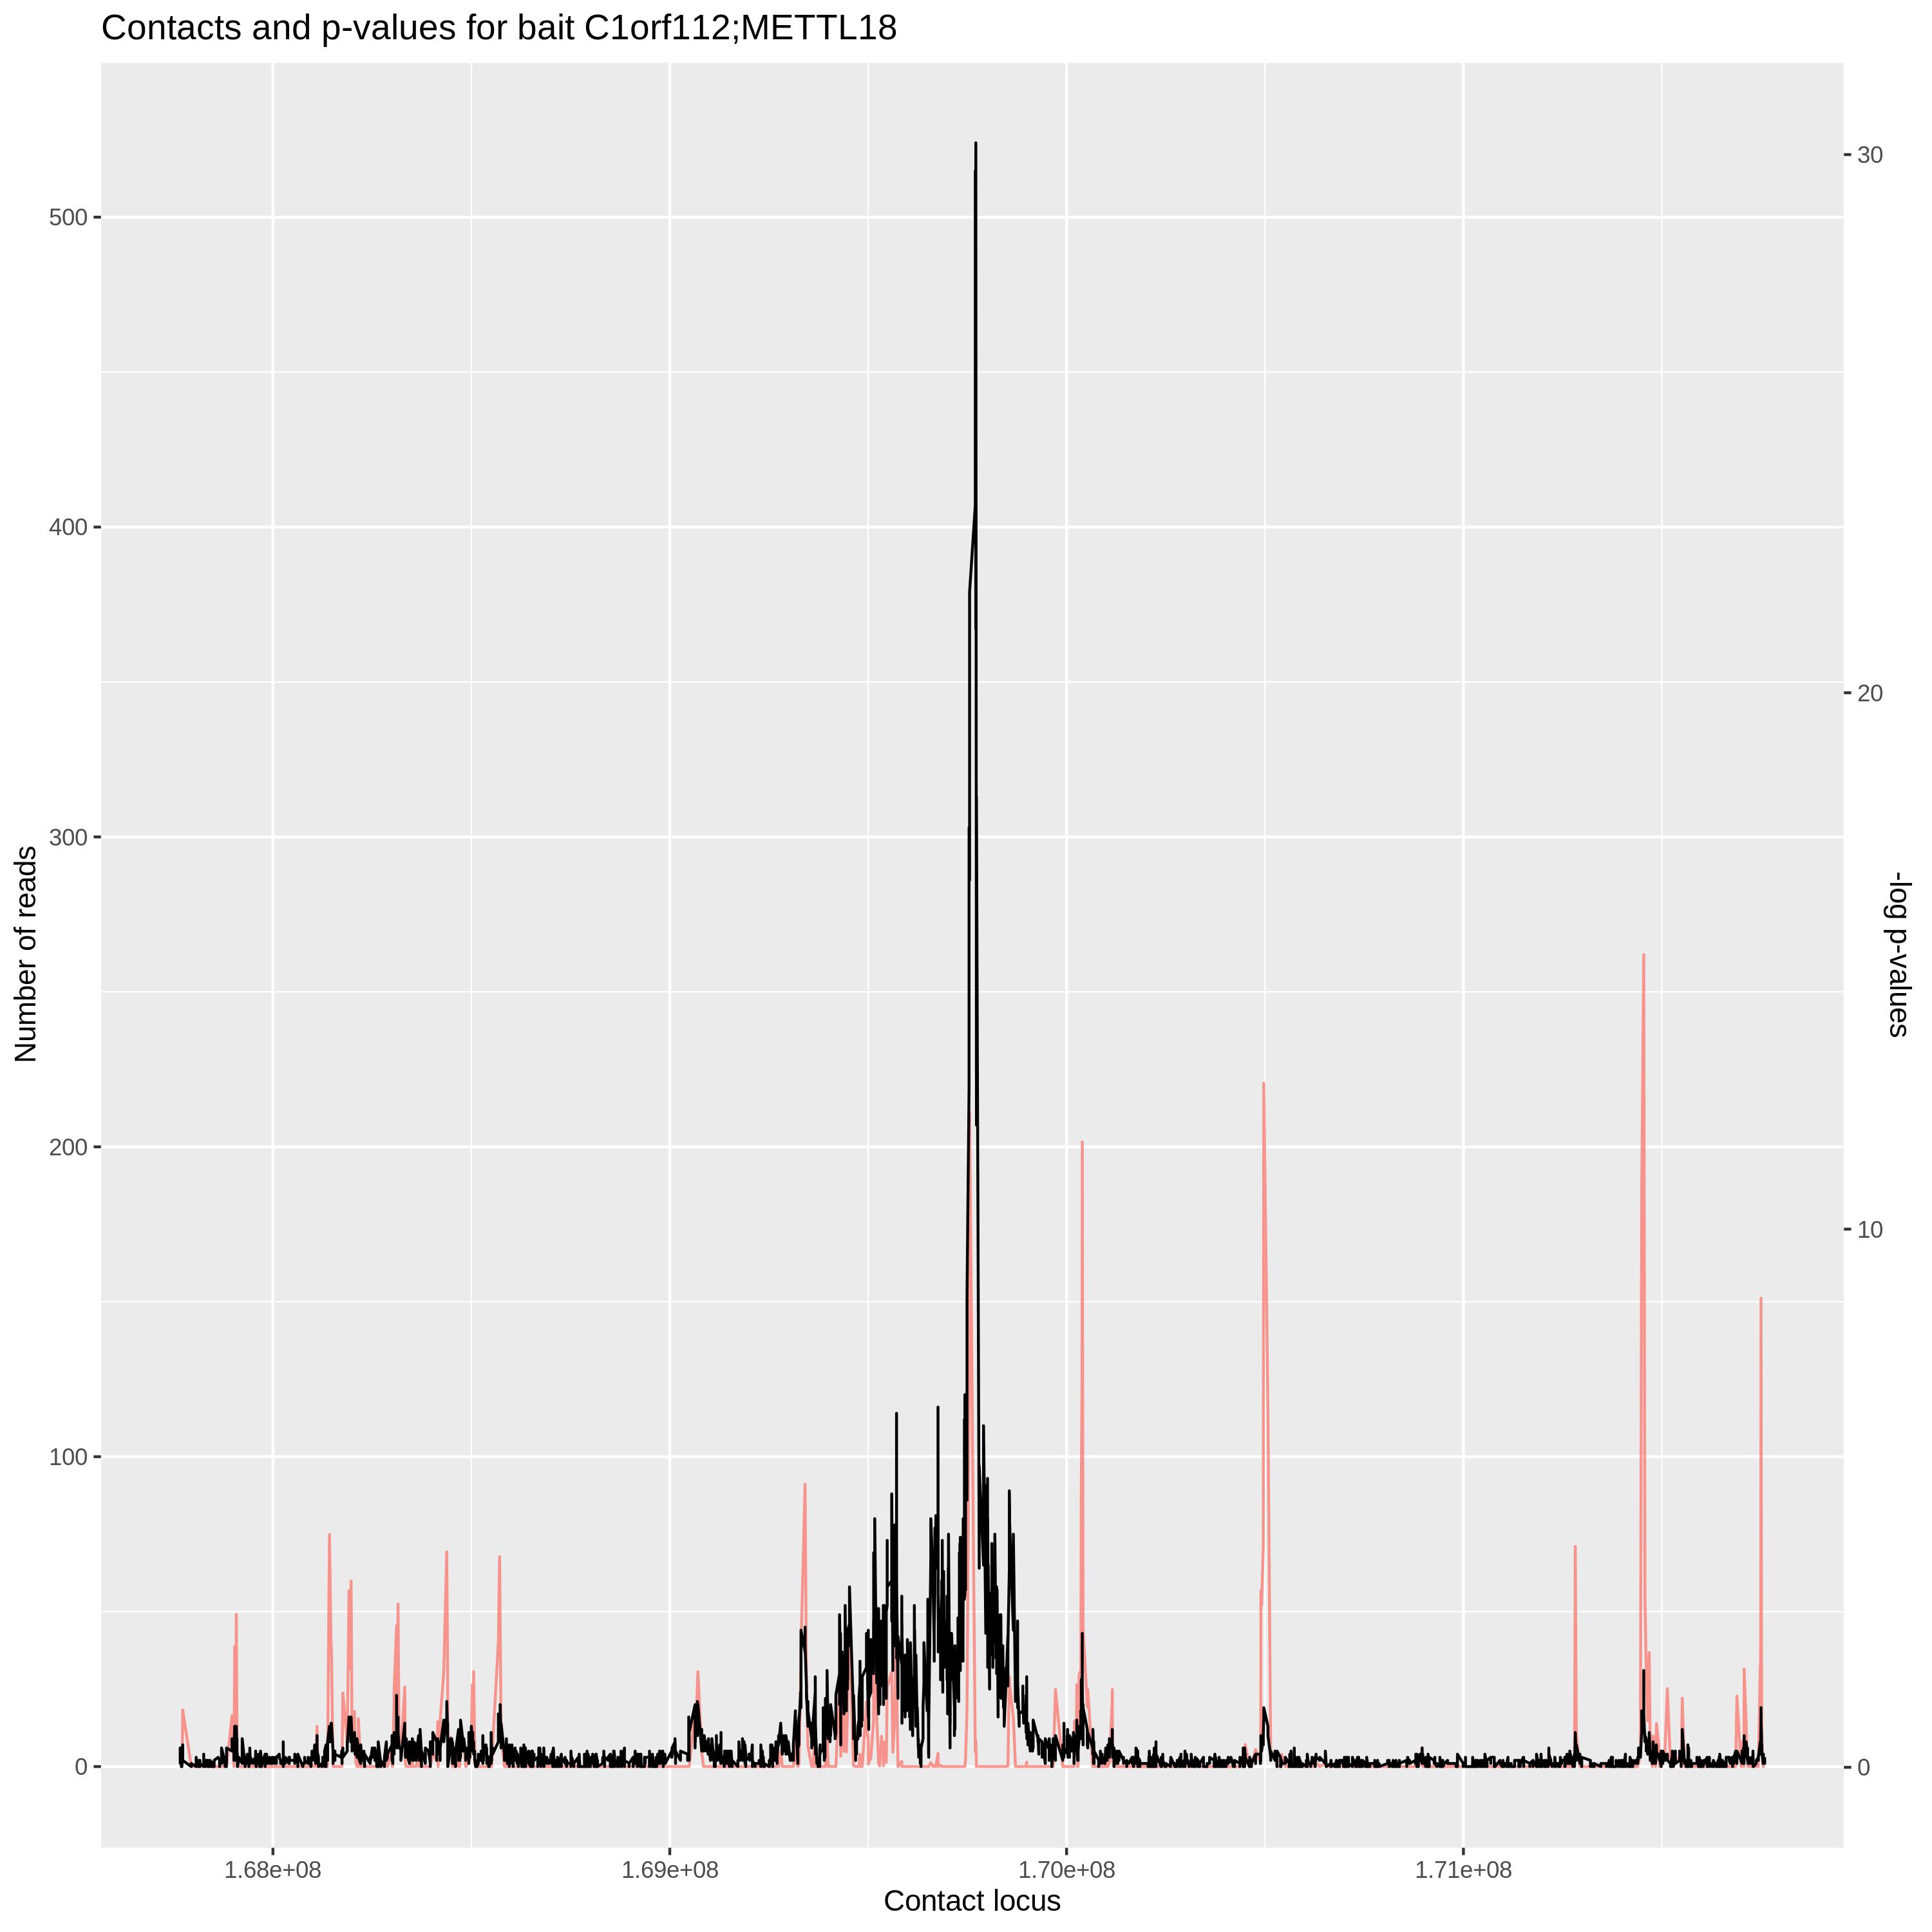 Contacts and p-values for bait C1orf112;METTL18
500
400
300
200
100
0
Number of reads
30
20
10
0
-log p-values
1.68e+08
1.69e+08
1.70e+08
1.71e+08
Contact locus